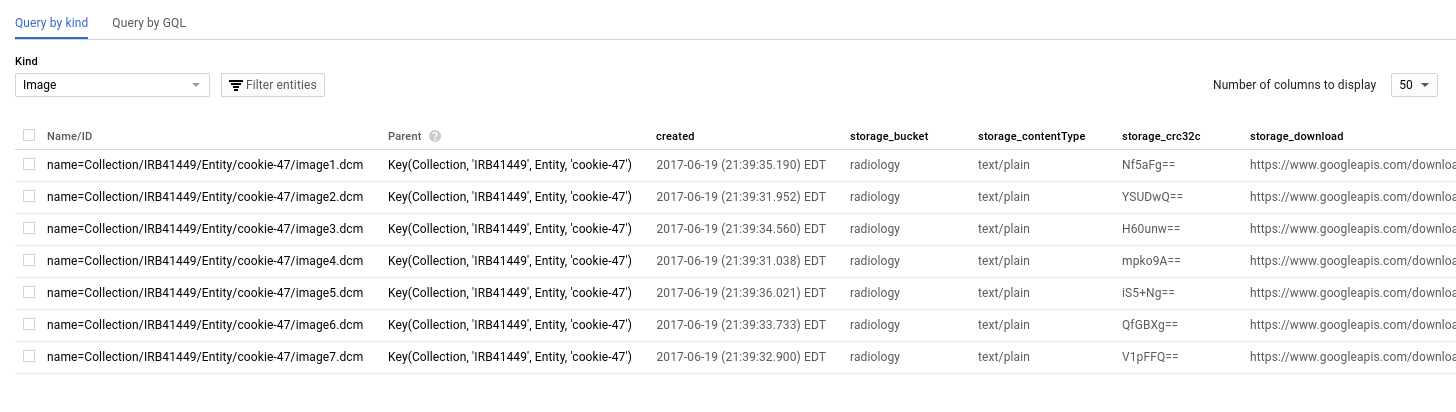 Query by kind Query by GQL
Kind
Image Filter entities Number of columns to display 50
Name/ID Parent ? created storage_bucket storage_contentType storage_crc32c storage_download
name=Collection/IRB41449/Entity/cookie-47/image1.dcm Key(Collection, 'IRB41449', Entity, 'cookie-47') 2017-06-19 (21:39:35.190) EDT radiology text/plain Nf5aFg== https://www.googleapis.com/downloa
name=Collection/IRB41449/Entity/cookie-47/image2.dcm Key(Collection, 'IRB41449', Entity, 'cookie-47') 2017-06-19 (21:39:31.952) EDT radiology text/plain YSUDwQ== https://www.googleapis.com/downloa
name=Collection/IRB41449/Entity/cookie-47/image3.dcm Key(Collection, 'IRB41449', Entity, 'cookie-47') 2017-06-19 (21:39:34.560) EDT radiology text/plain H60unw== https://www.googleapis.com/downloa
name=Collection/IRB41449/Entity/cookie-47/image4.dcm Key(Collection, 'IRB41449', Entity, 'cookie-47') 2017-06-19 (21:39:31.038) EDT radiology text/plain mpko9A== https://www.googleapis.com/downloa
name=Collection/IRB41449/Entity/cookie-47/image5.dcm Key(Collection, 'IRB41449', Entity, 'cookie-47') 2017-06-19 (21:39:36.021) EDT radiology text/plain iS5+Ng== https://www.googleapis.com/downloa
name=Collection/IRB41449/Entity/cookie-47/image6.dcm Key(Collection, 'IRB41449', Entity, 'cookie-47') 2017-06-19 (21:39:33.733) EDT radiology text/plain QfGBXg== https://www.googleapis.com/downloa
name=Collection/IRB41449/Entity/cookie-47/image7.dcm Key(Collection, 'IRB41449', Entity, 'cookie-47') 2017-06-19 (21:39:32.900) EDT radiology text/plain V1pFFQ== https://www.googleapis.com/downloa